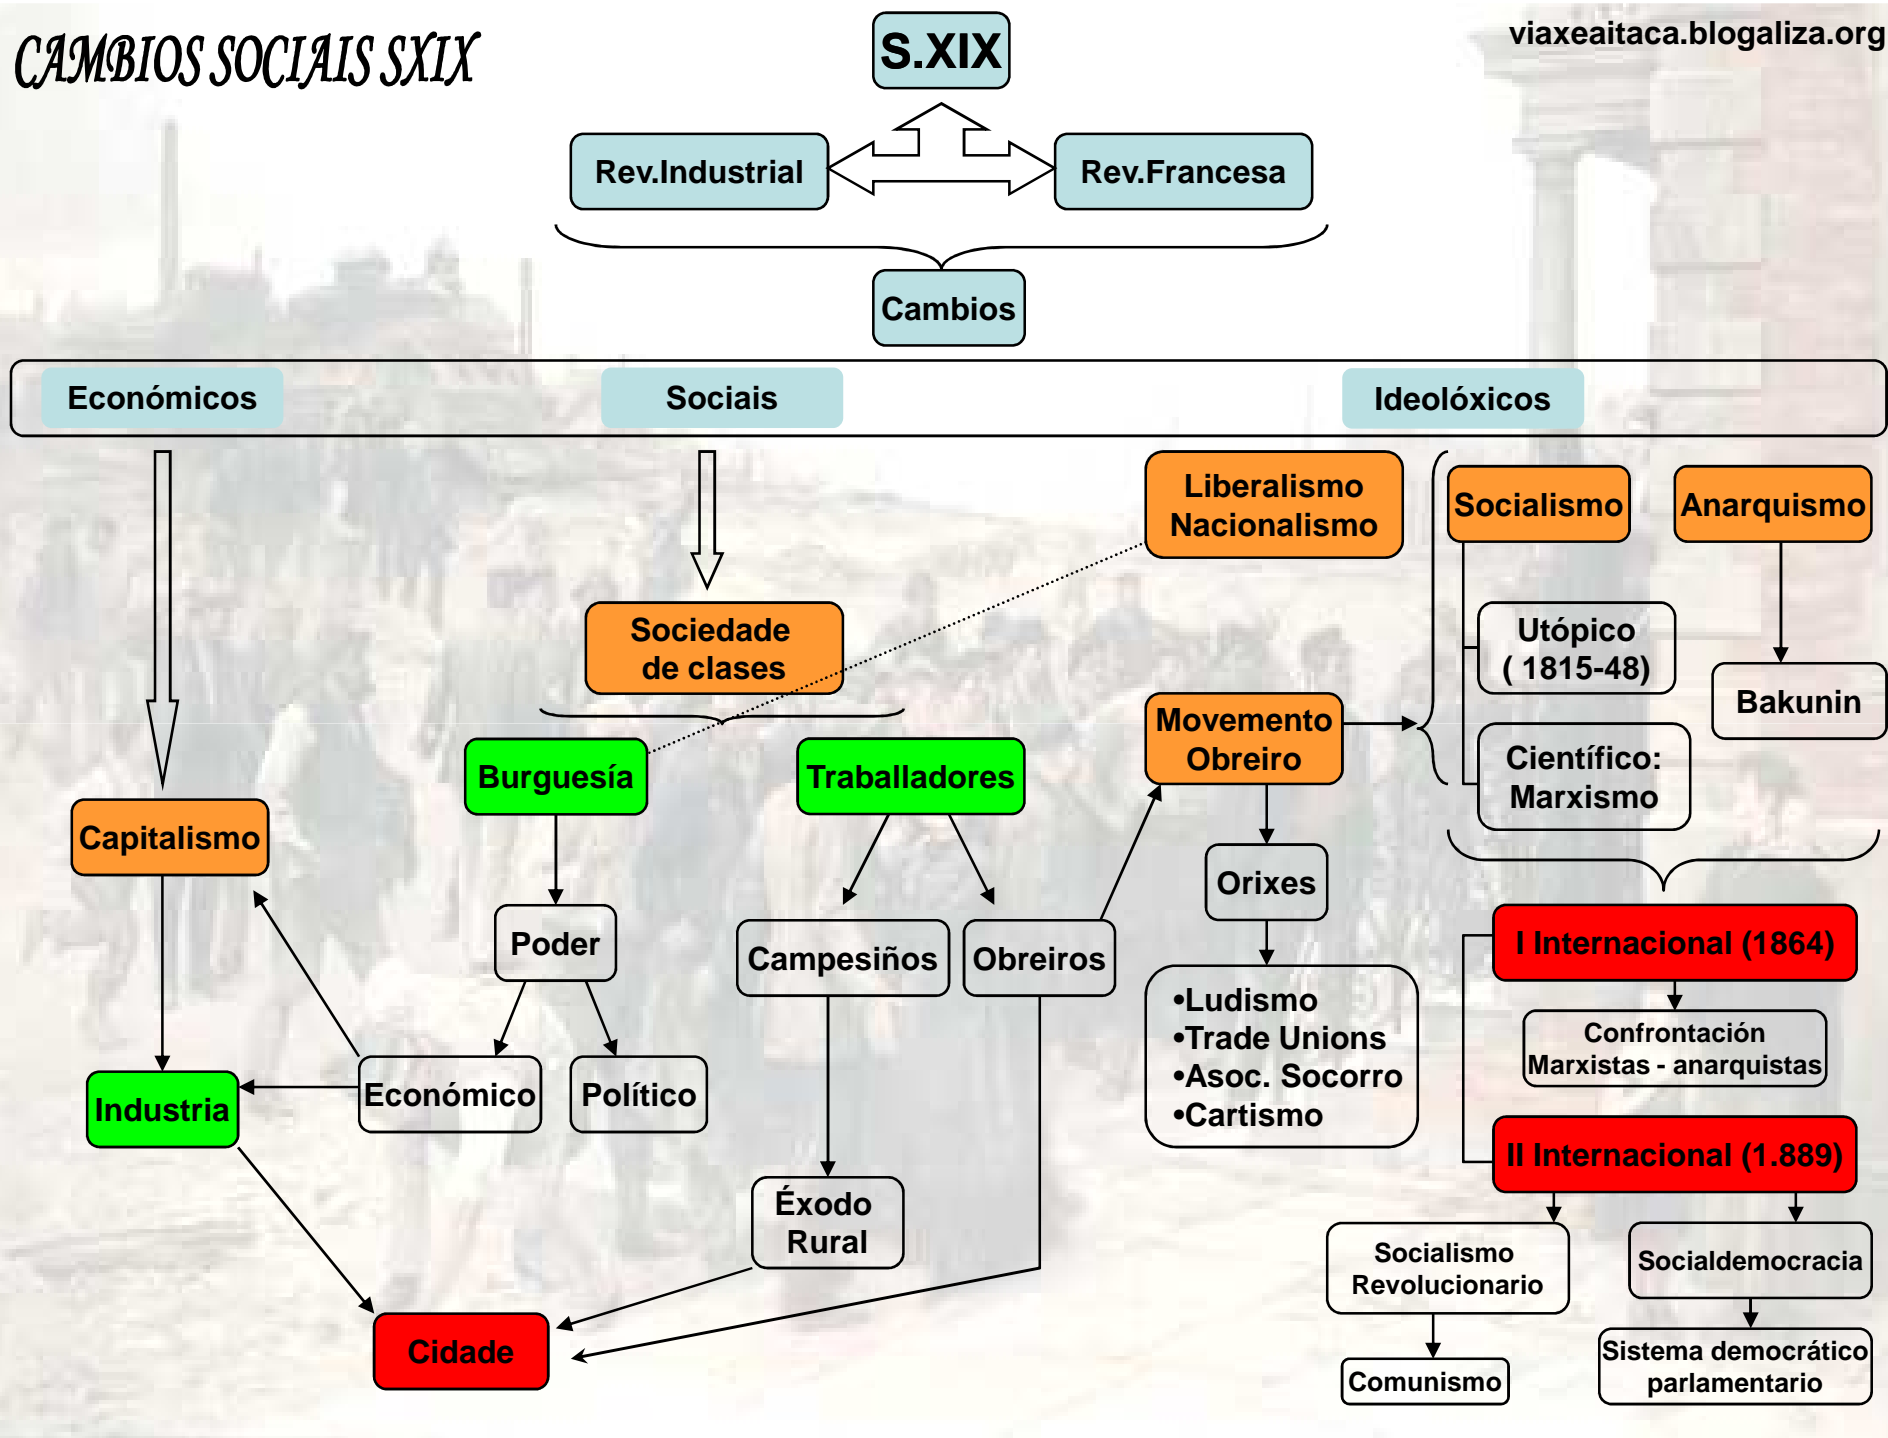 CAMBIOS SOCIAIS SXIX
S.XIX
viaxeaitaca.blogaliza.org
Rev.Industrial
Rev.Francesa
Cambios
Económicos
Sociais
Ideolóxicos
Liberalismo
Nacionalismo
Socialismo
Anarquismo
Sociedade
de clases
Utópico
( 1815-48)
Bakunin
Movemento
Obreiro
Científico:
Marxismo
Burguesía
Traballadores
Capitalismo
Orixes
Poder
Campesiños
Obreiros
I Internacional (1864)
•Ludismo
•Trade Unions
•Asoc. Socorro
•Cartismo
Confrontación
Marxistas - anarquistas
Industria
Económico
Político
II Internacional (1.889)
Éxodo
Rural
Socialismo
Revolucionario
Socialdemocracia
Cidade
Comunismo
Sistema democrático
parlamentario